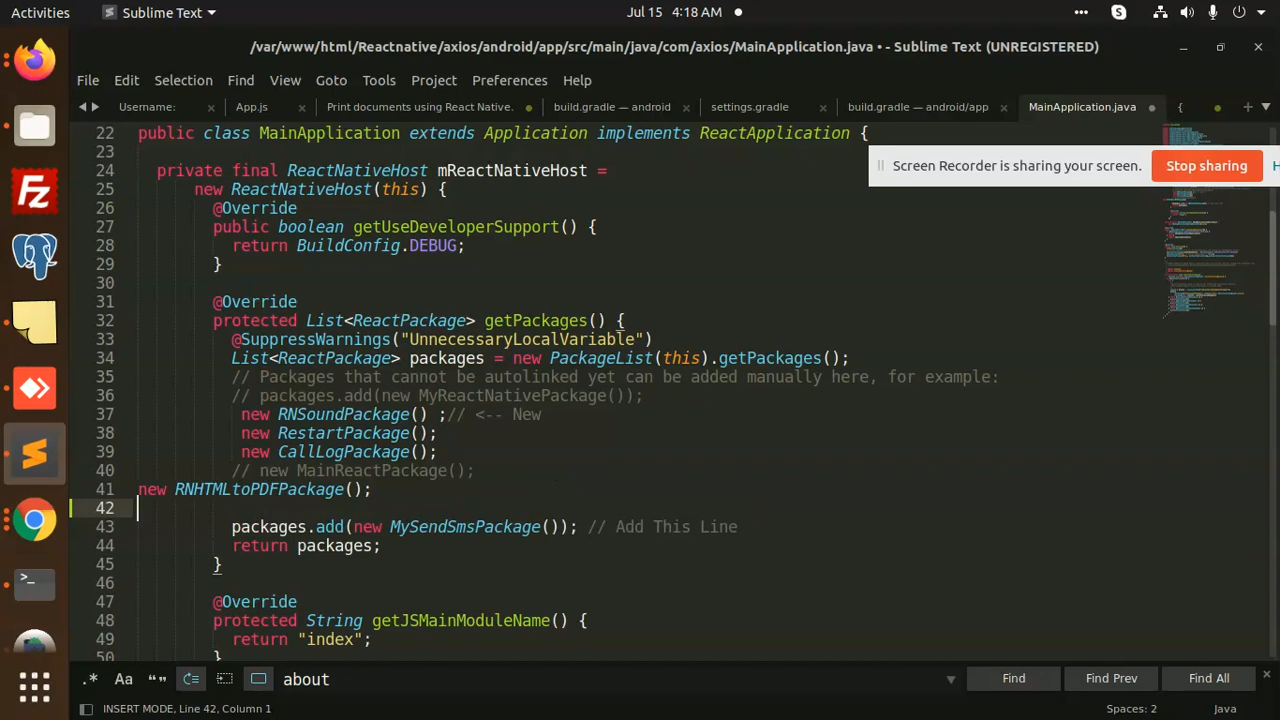 Activities Sublime Text Jul 15 4:18 AM
/var/www/html/Reactnative/axios/android/app/src/main/java/com/axios/MainApplication.java • - Sublime Text (UNREGISTERED)
File Edit Selection Find View Goto Tools Project Preferences Help
Username: App.js Print documents using React Native. build.gradle — android settings.gradle build.gradle — android/app MainApplication.java {
22 public class MainApplication extends Application implements ReactApplication {
23
Screen Recorder is sharing your screen. Stop sharing H
24 private final ReactNativeHost mReactNativeHost =
25 new ReactNativeHost(this) {
26 @Override
27 public boolean getUseDeveloperSupport() {
28 return BuildConfig.DEBUG;
29 }
30
31 @Override
32 protected List<ReactPackage> getPackages() {
33 @SuppressWarnings("UnnecessaryLocalVariable")
34 List<ReactPackage> packages = new PackageList(this).getPackages();
35 // Packages that cannot be autolinked yet can be added manually here, for example:
36 // packages.add(new MyReactNativePackage());
37 new RNSoundPackage() ;// <-- New
38 new RestartPackage();
39 new CallLogPackage();
40 // new MainReactPackage();
41 new RNHTMLtoPDFPackage();
42
43 packages.add(new MySendSmsPackage()); // Add This Line
44 return packages;
45 }
46
47 @Override
48 protected String getJSMainModuleName() {
49 return "index";
50 }
.* Aa “” about Find Find Prev Find All
INSERT MODE, Line 42, Column 1 Spaces: 2 Java